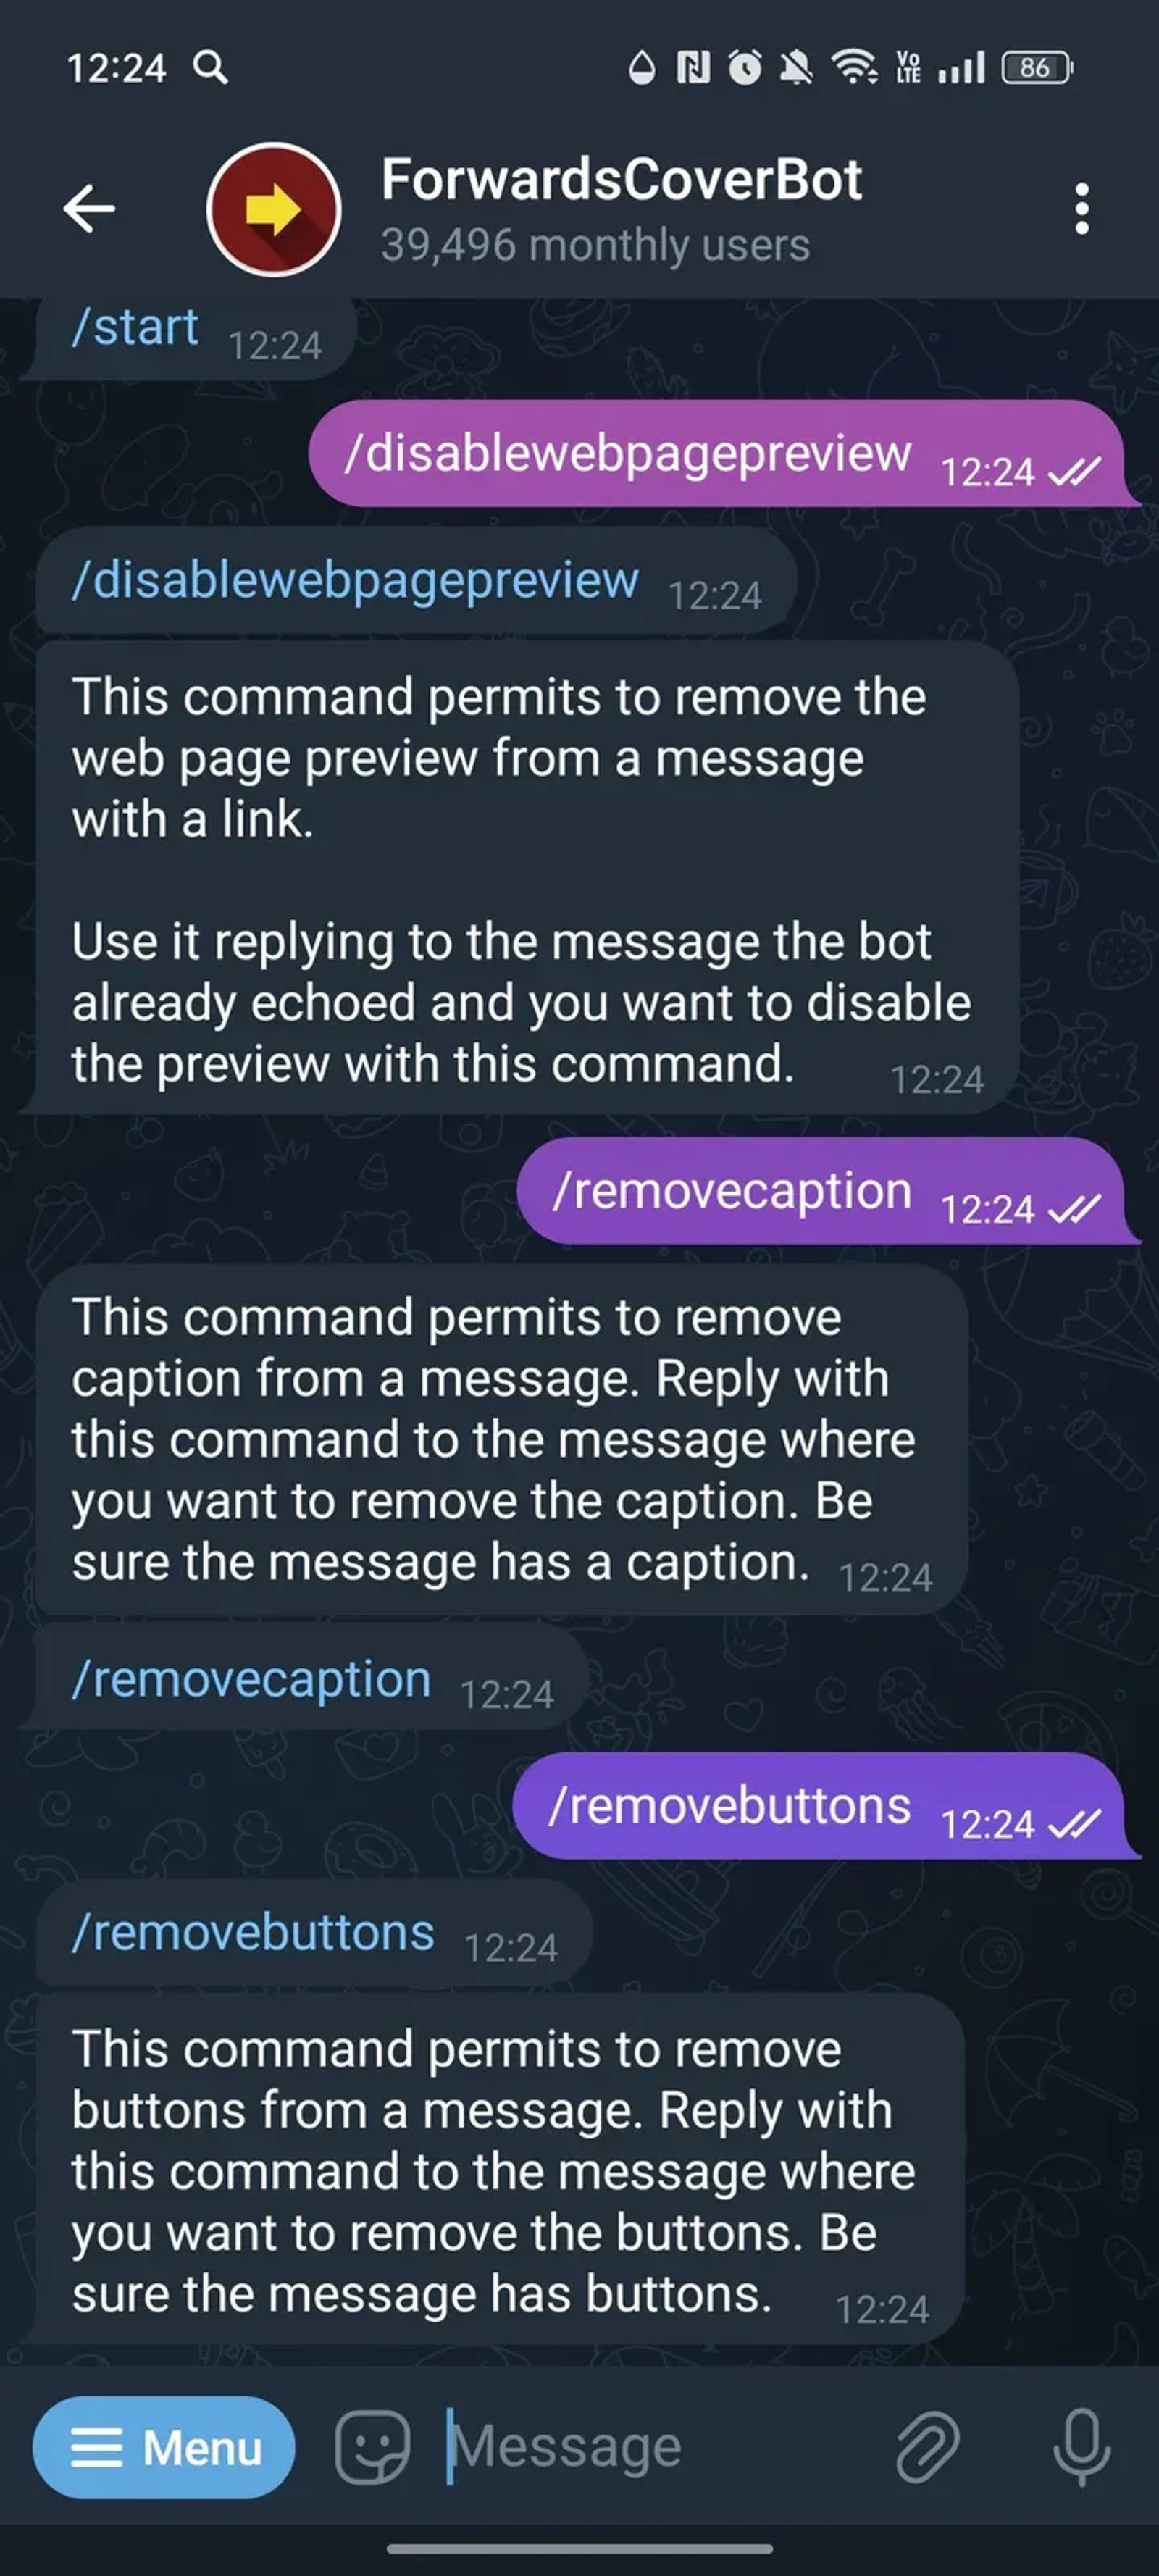 12:24
Vo LTE
86
ForwardsCoverBot
39,496 monthly users
/start 12:24
/disablewebpagepreview 12:24
/disablewebpagepreview 12:24
This command permits to remove the
web page preview from a message
with a link.
Use it replying to the message the bot
already echoed and you want to disable
the preview with this command. 12:24
/removecaption 12:24
This command permits to remove
caption from a message. Reply with
this command to the message where
you want to remove the caption. Be
sure the message has a caption. 12:24
/removecaption 12:24
/removebuttons 12:24
/removebuttons 12:24
This command permits to remove
buttons from a message. Reply with
this command to the message where
you want to remove the buttons. Be
sure the message has buttons. 12:24
Menu
Message